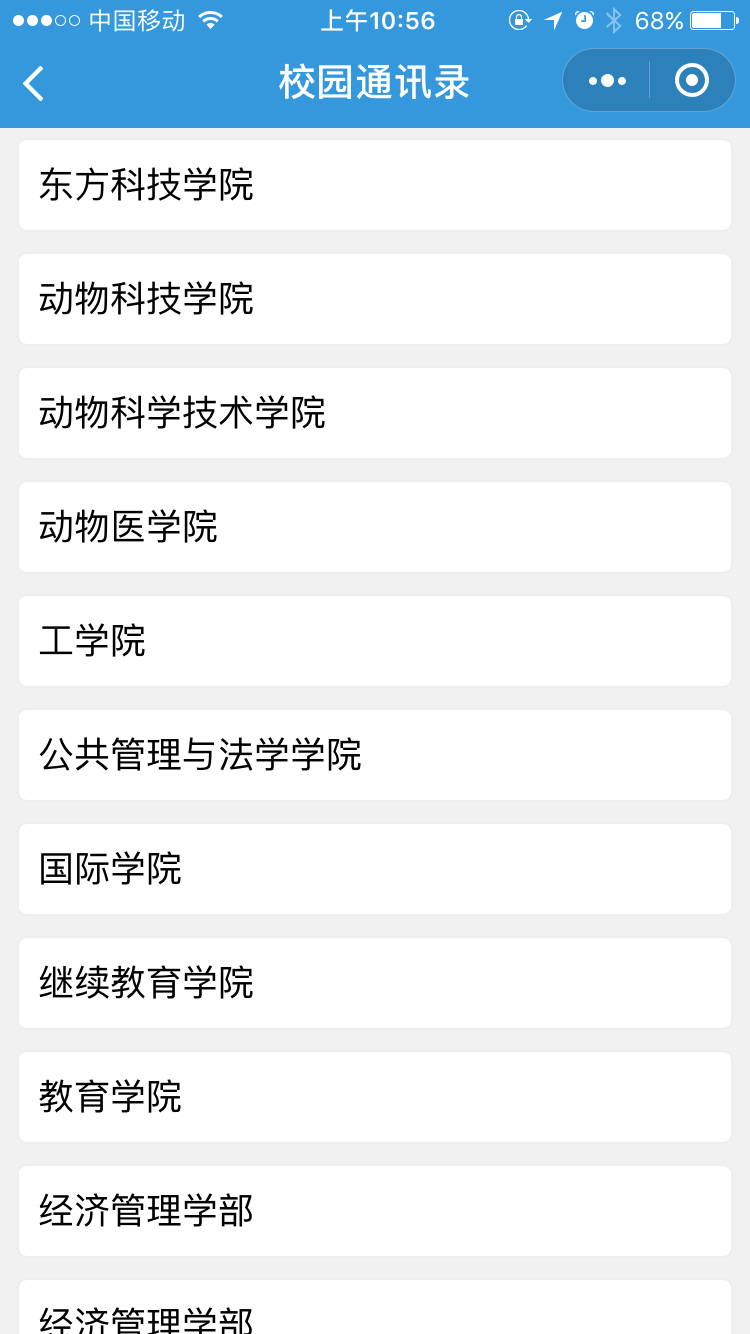 中国移动 上午10:56 68%
校园通讯录
东方科技学院
动物科技学院
动物科学技术学院
动物医学院
工学院
公共管理与法学学院
国际学院
继续教育学院
教育学院
经济管理学部
经济管理学部